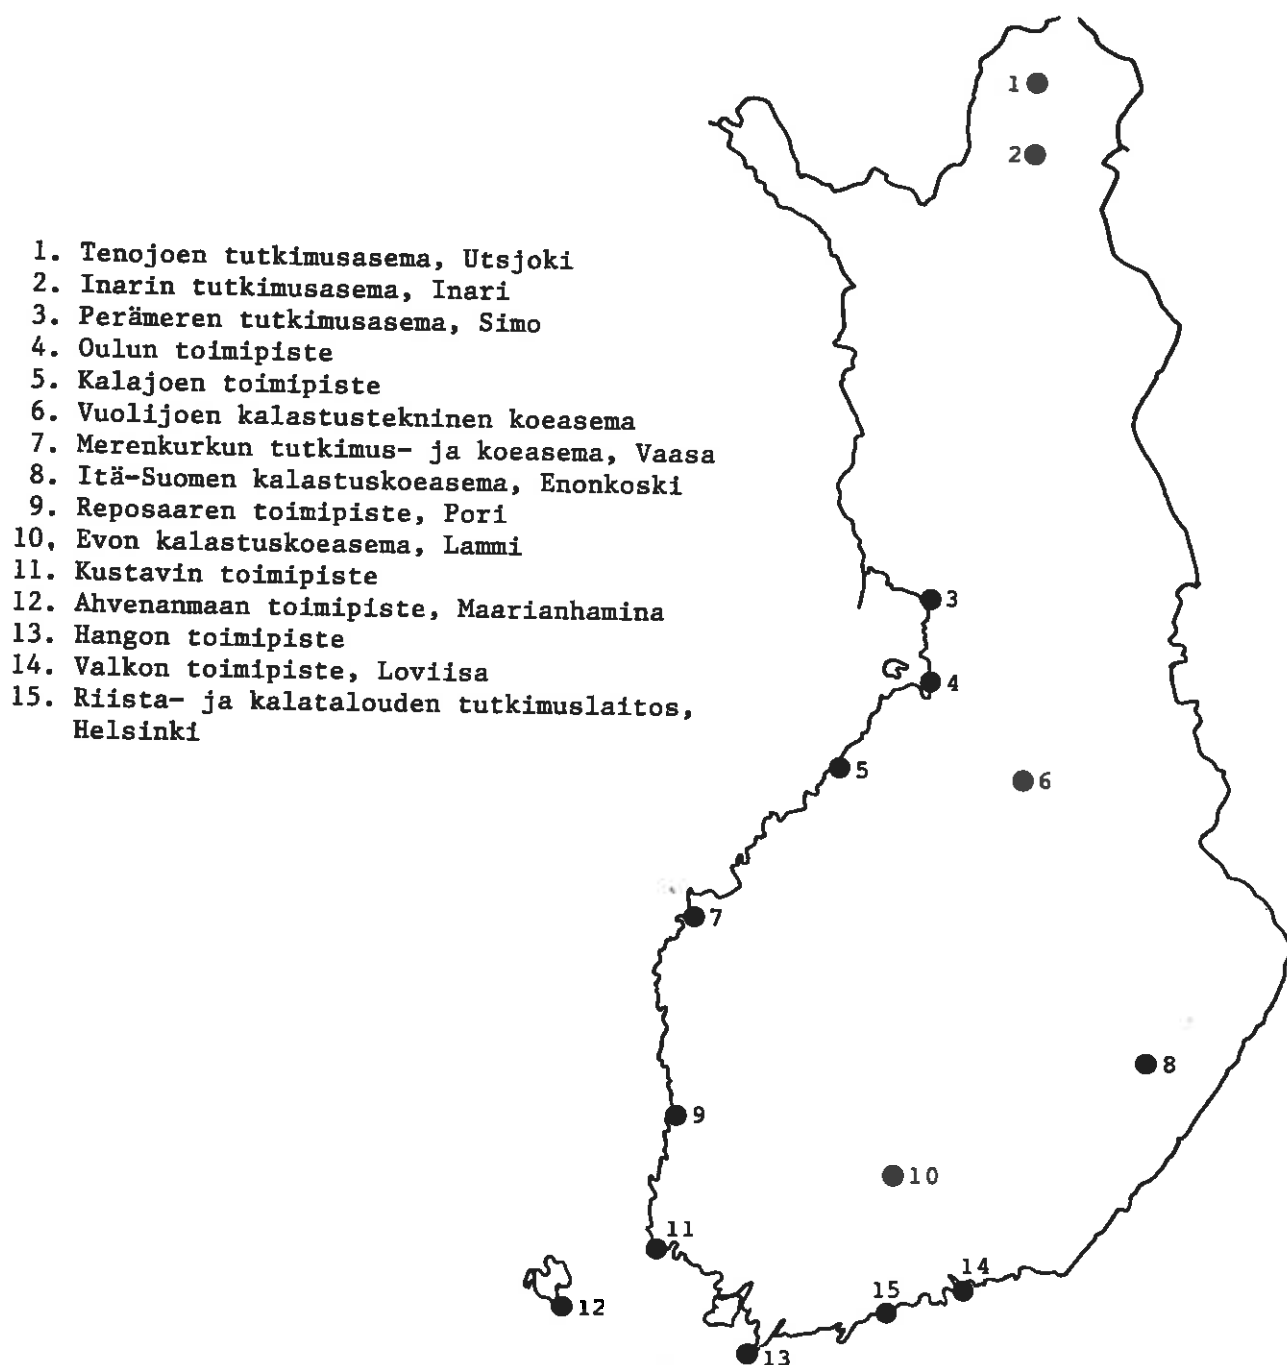 1. Tenojoen tutkimusasema, Utsjoki
2. Inarin tutkimusasema, Inari
3. Perämeren tutkimusasema, Simo
4. Oulun toimipiste
5. Kalajoen toimipiste
6. Vuolijoen kalastustekninen koeasema
7. Merenkurkun tutkimus- ja koeasema, Vaasa
8. Itä-Suomen kalastuskoeasema, Enonkoski
9. Reposaaren toimipiste, Pori
10, Evon kalastuskoeasema, Lammi
11. Kustavin toimipiste
12. Ahvenanmaan toimipiste, Maarianhamina
13. Hangon toimipiste
14. Valkon toimipiste, Loviisa
15. Riista- ja kalatalouden tutkimuslaitos,
Helsinki
1
2
3
4
5
6
7
8
9
10
11
12
13
14
15